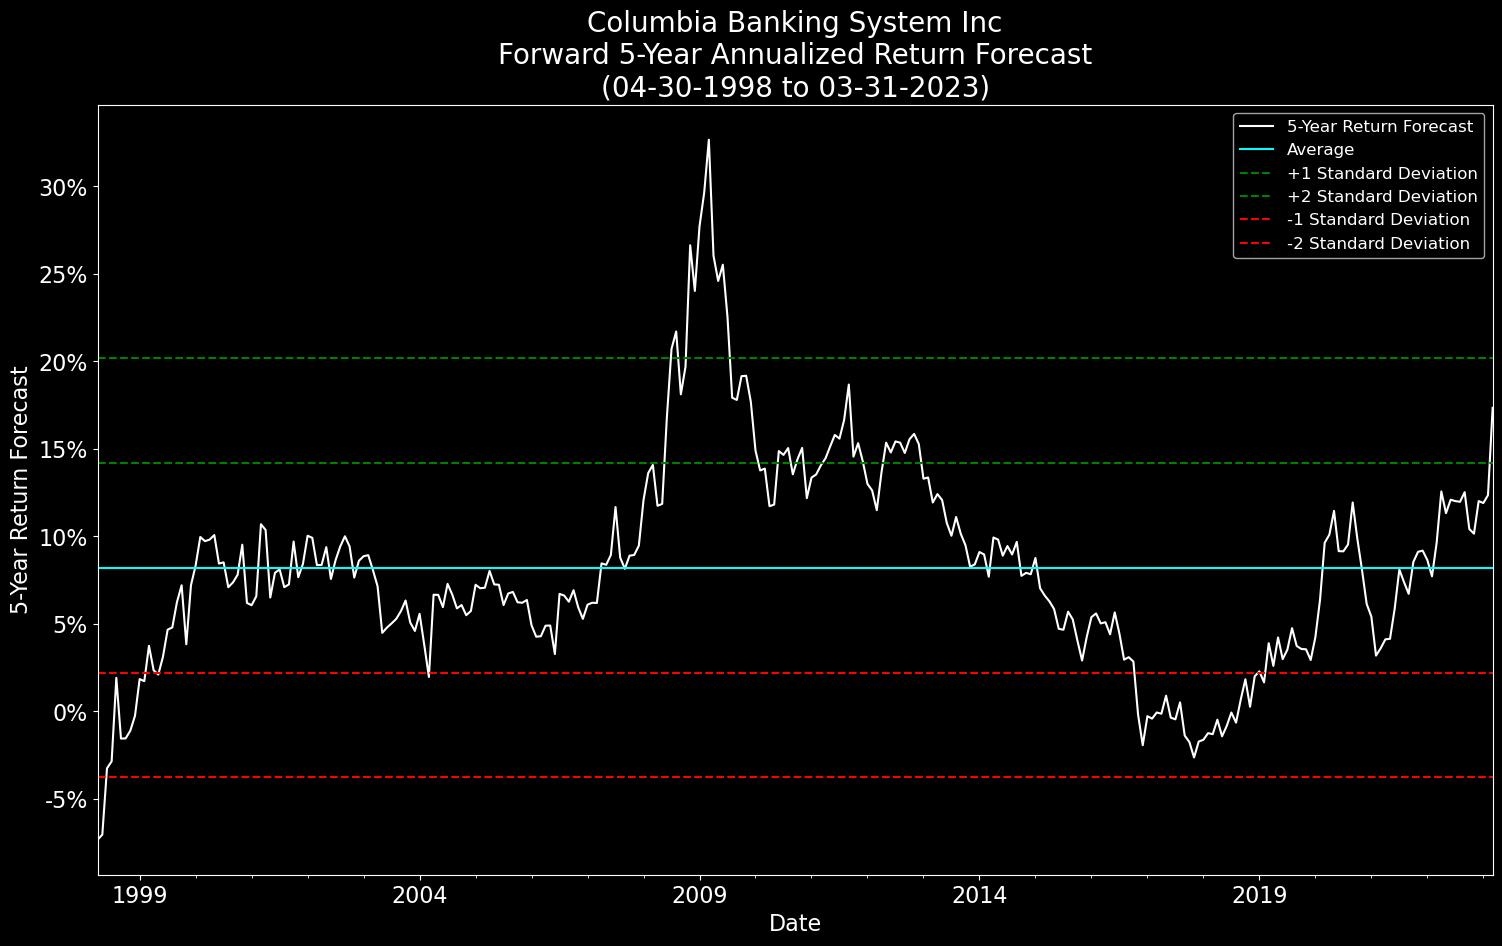 Columbia Banking System Inc
Forward 5-Year Annualized Return Forecast
(04-30-1998 to 03-31-2023)
5-Year Return Forecast
Average
+1 Standard Deviation
+2 Standard Deviation
-1 Standard Deviation
-2 Standard Deviation
30%
25%
20%
15%
10%
5%
0%
-5%
5-Year Return Forecast
1999
2004
2009
2014
2019
Date